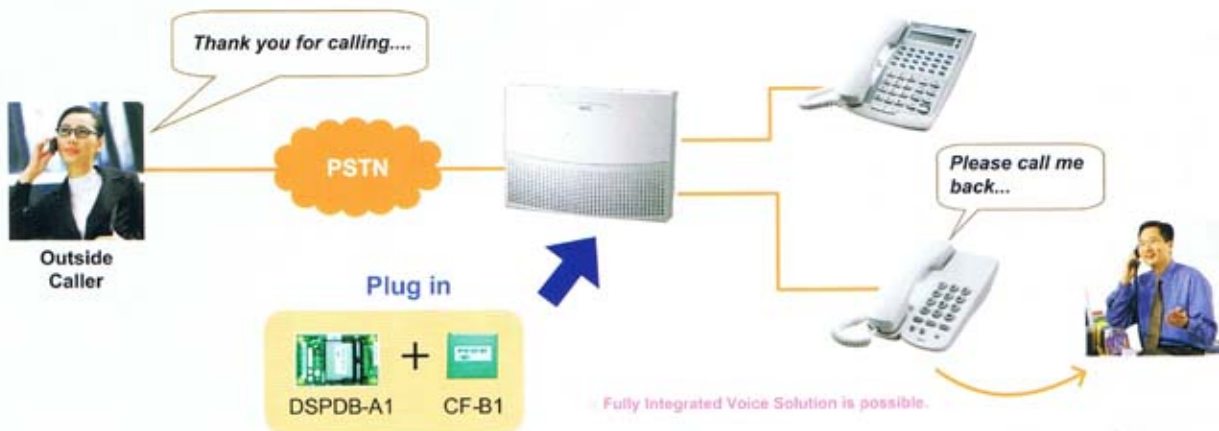 Thank you for calling....
PSTN
Please call me
back...
Outside
Caller
Plug in
DSPDB-A1
+
CF-B1
Fully Integrated Voice Solution is possible.